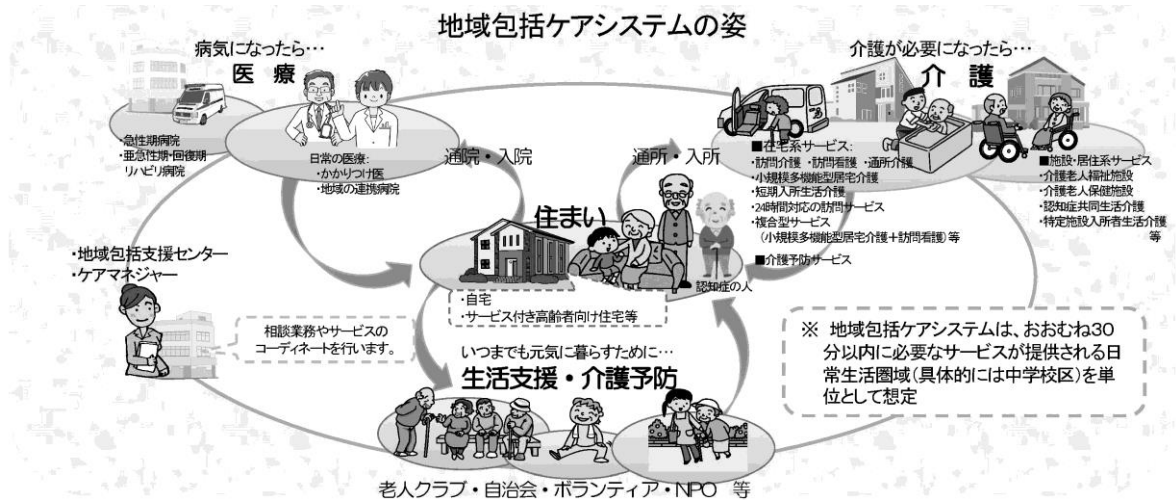 地域包括ケアシステムの姿
病気になったら…
医 療
・急性期病院
・亜急性期・回復期
リハビリ病院
日常の医療:
・かかりつけ医
・地域の連携病院
通院・入院
通所・入所
介護が必要になったら…
介 護
■在宅系サービス:
・訪問介護 ・訪問看護 ・通所介護
・小規模多機能型居宅介護
・短期入所生活介護
・24時間対応の訪問サービス
・複合型サービス
(小規模多機能型居宅介護+訪問看護)等
■介護予防サービス
■施設・居住系サービス
・介護老人福祉施設
・介護老人保健施設
・認知症共同生活介護
・特定施設入所者生活介護
等
住まい
・自宅
・サービス付き高齢者向け住宅等
認知症の人
・地域包括支援センター
・ケアマネジャー
相談業務やサービスの
コーディネートを行います。
いつまでも元気に暮らすために…
生活支援・介護予防
老人クラブ・自治会・ボランティア・NPO 等
※ 地域包括ケアシステムは、おおむね30
分以内に必要なサービスが提供される日
常生活圏域(具体的には中学校区)を単
位として想定